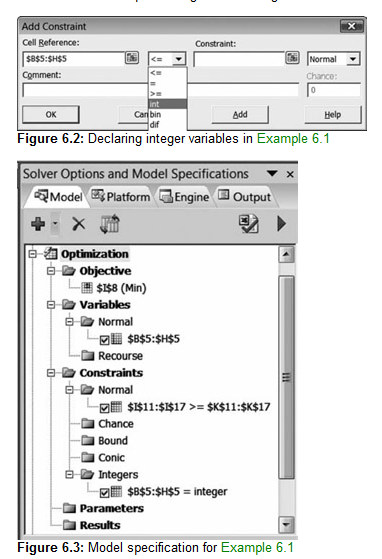 Add Constraint
Cell Reference: Constraint:
$B$5:$H$5 <= Normal
Comment: <= Chance:
= 0
>=
int
OK Can bin Add Help
dif
Figure 6.2: Declaring integer variables in Example 6.1
Solver Options and Model Specifications
Model Platform Engine Output
Optimization
Objective
$I$8 (Min)
Variables
Normal
$B$5:$H$5
Recourse
Constraints
Normal
$I$11:$I$17 >= $K$11:$K$17
Chance
Bound
Conic
Integers
$B$5:$H$5 = integer
Parameters
Results
Figure 6.3: Model specification for Example 6.1